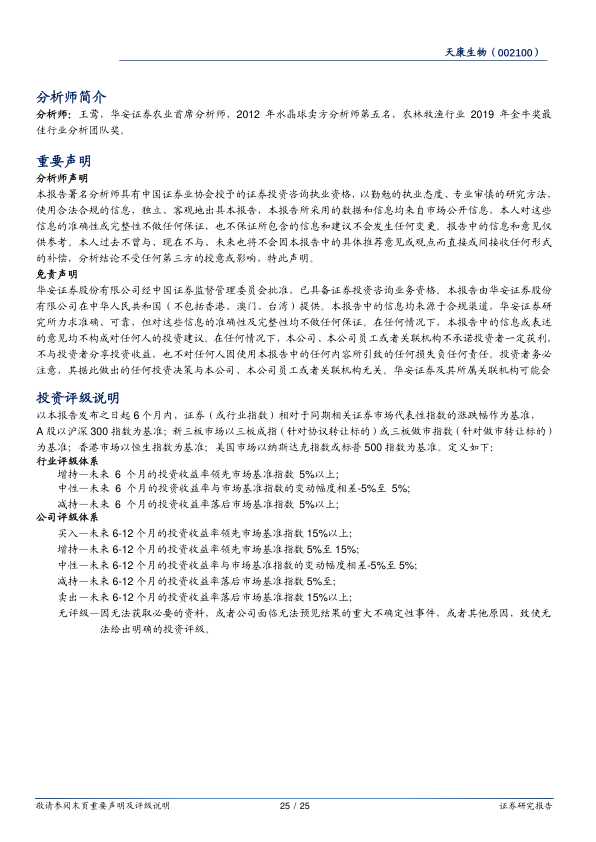 天康生物（002100）
分析师简介
分析师：王莺，华安证券农业首席分析师，2012 年水晶球卖方分析师第五名，农林牧渔行业 2019 年金牛奖最
佳行业分析团队奖。
重要声明
分析师声明
本报告署名分析师具有中国证券业协会授予的证券投资咨询执业资格，以勤勉的执业态度、专业审慎的研究方法，
使用合法合规的信息，独立、客观地出具本报告，本报告所采用的数据和信息均来自市场公开信息，本人对这些
信息的准确性或完整性不做任何保证，也不保证所包含的信息和建议不会发生任何变更。报告中的信息和意见仅
供参考。本人过去不曾与、现在不与、未来也将不会因本报告中的具体推荐意见或观点而直接或间接收任何形式
的补偿，分析结论不受任何第三方的授意或影响，特此声明。
免责声明
华安证券股份有限公司经中国证券监督管理委员会批准，已具备证券投资咨询业务资格。本报告由华安证券股份
有限公司在中华人民共和国（不包括香港、澳门、台湾）提供。本报告中的信息均来源于合规渠道，华安证券研
究所力求准确、可靠，但对这些信息的准确性及完整性均不做任何保证。在任何情况下，本报告中的信息或表述
的意见均不构成对任何人的投资建议。在任何情况下，本公司、本公司员工或者关联机构不承诺投资者一定获利，
不与投资者分享投资收益，也不对任何人因使用本报告中的任何内容所引致的任何损失负任何责任。投资者务必
注意，其据此做出的任何投资决策与本公司、本公司员工或者关联机构无关。华安证券及其所属关联机构可能会
投资评级说明
以本报告发布之日起 6 个月内，证券（或行业指数）相对于同期相关证券市场代表性指数的涨跌幅作为基准，
A 股以沪深 300 指数为基准；新三板市场以三板成指（针对协议转让标的）或三板做市指数（针对做市转让标的）
为基准；香港市场以恒生指数为基准；美国市场以纳斯达克指数或标普 500 指数为基准。定义如下：
行业评级体系
增持—未来 6 个月的投资收益率领先市场基准指数 5%以上;
中性—未来 6 个月的投资收益率与市场基准指数的变动幅度相差-5%至 5%;
减持—未来 6 个月的投资收益率落后市场基准指数 5%以上;
公司评级体系
买入—未来 6-12 个月的投资收益率领先市场基准指数 15%以上;
增持—未来 6-12 个月的投资收益率领先市场基准指数 5%至 15%;
中性—未来 6-12 个月的投资收益率与市场基准指数的变动幅度相差-5%至 5%;
减持—未来 6-12 个月的投资收益率落后市场基准指数 5%至;
卖出—未来 6-12 个月的投资收益率落后市场基准指数 15%以上;
无评级—因无法获取必要的资料，或者公司面临无法预见结果的重大不确定性事件，或者其他原因，致使无
法给出明确的投资评级。
敬请参阅末页重要声明及评级说明
25 / 25
证券研究报告